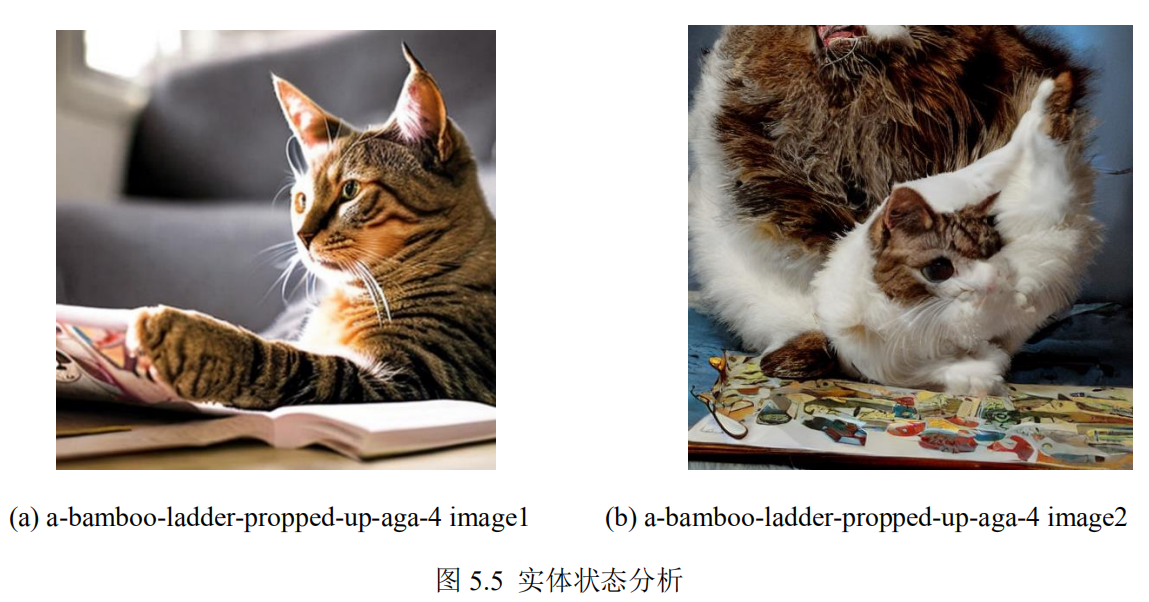 (a) a-bamboo-ladder-propped-up-aga-4 image1
(b) a-bamboo-ladder-propped-up-aga-4 image2
图 5.5 实体状态分析